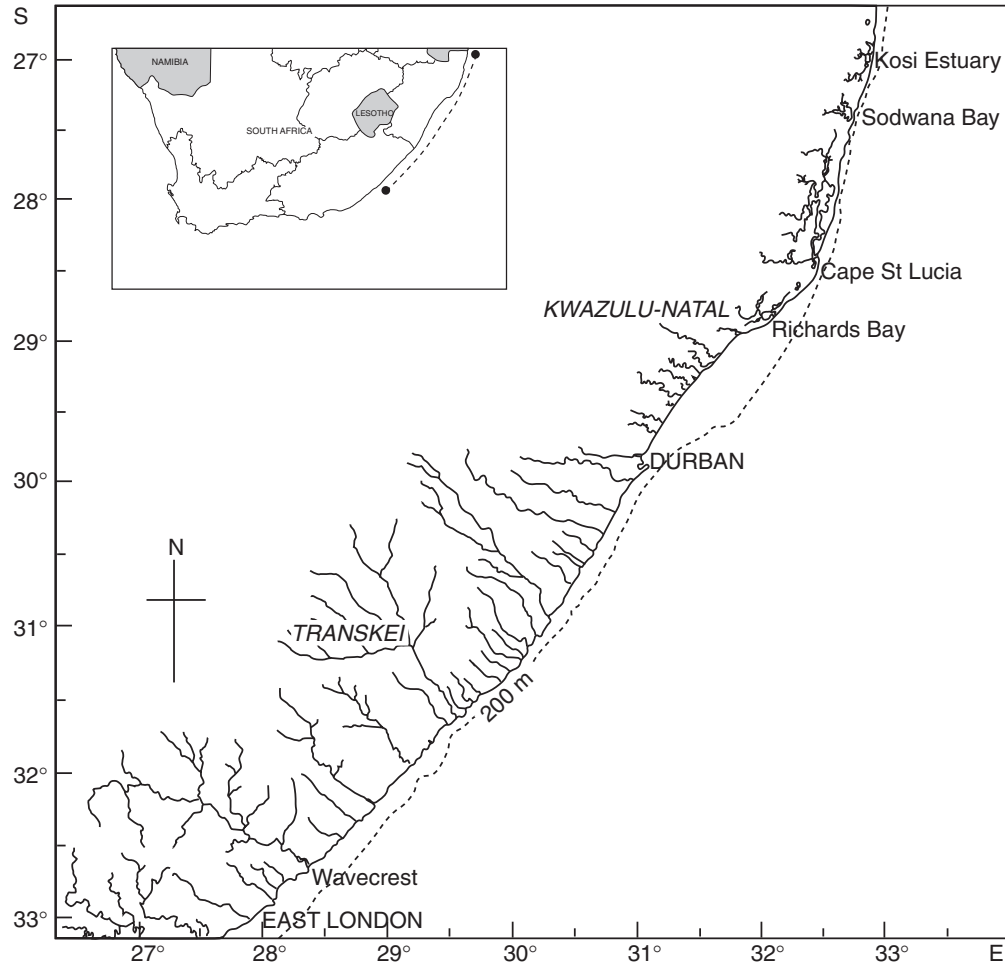 S
27°
28°
29°
30°
31°
32°
33°
NAMIBIA
LESOTHO
SOUTH AFRICA
Kosi Estuary
Sodwana Bay
Cape St Lucia
KWAZULU-NATAL
Richards Bay
DURBAN
N
TRANSKEI
200 m
Wavecrest
EAST LONDON
27° 28° 29° 30° 31° 32° 33° E